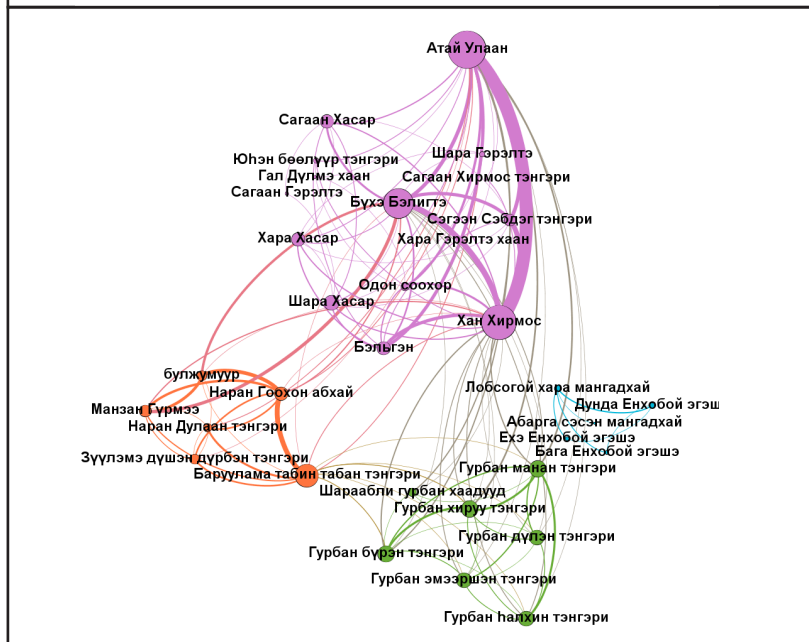 Атай Улаан
Сагаан Хасар
Шара Гэрэлтэ
Юһэн бөөлүүр тэнгэри
Гал Дүлмэ хаан
Сагаан Хирмос тэнгэри
Сагаан Гэрэлтэ
Бүхэ Бэлигтэ
Сэгээн Сэбдэг тэнгэри
Хара Хасар
Хара Гэрэлтэ хаан
Одон соохор
Шара Хасар
Хан Хирмос
Бэльгэн
булжумуур
Лобсогой хара мангадхай
Наран Гоохон абхай
Дунда Енхобой эгэш
Манзан Гүрмээ
Абарга сэсэн мангадхай
Наран Дулаан тэнгэри
Ехэ Енхобой эгэшэ
Бага Енхобой эгэшэ
Зүүлэмэ дүшэн дүрбэн тэнгэри
Гурбан манан тэнгэри
Баруулама табин табан тэнгэри
Шараабли гурбан хаадууд
Гурбан хируу тэнгэри
Гурбан дүлэн тэнгэри
Гурбан бүрэн тэнгэри
Гурбан эмээршэн тэнгэри
Гурбан һалхин тэнгэри